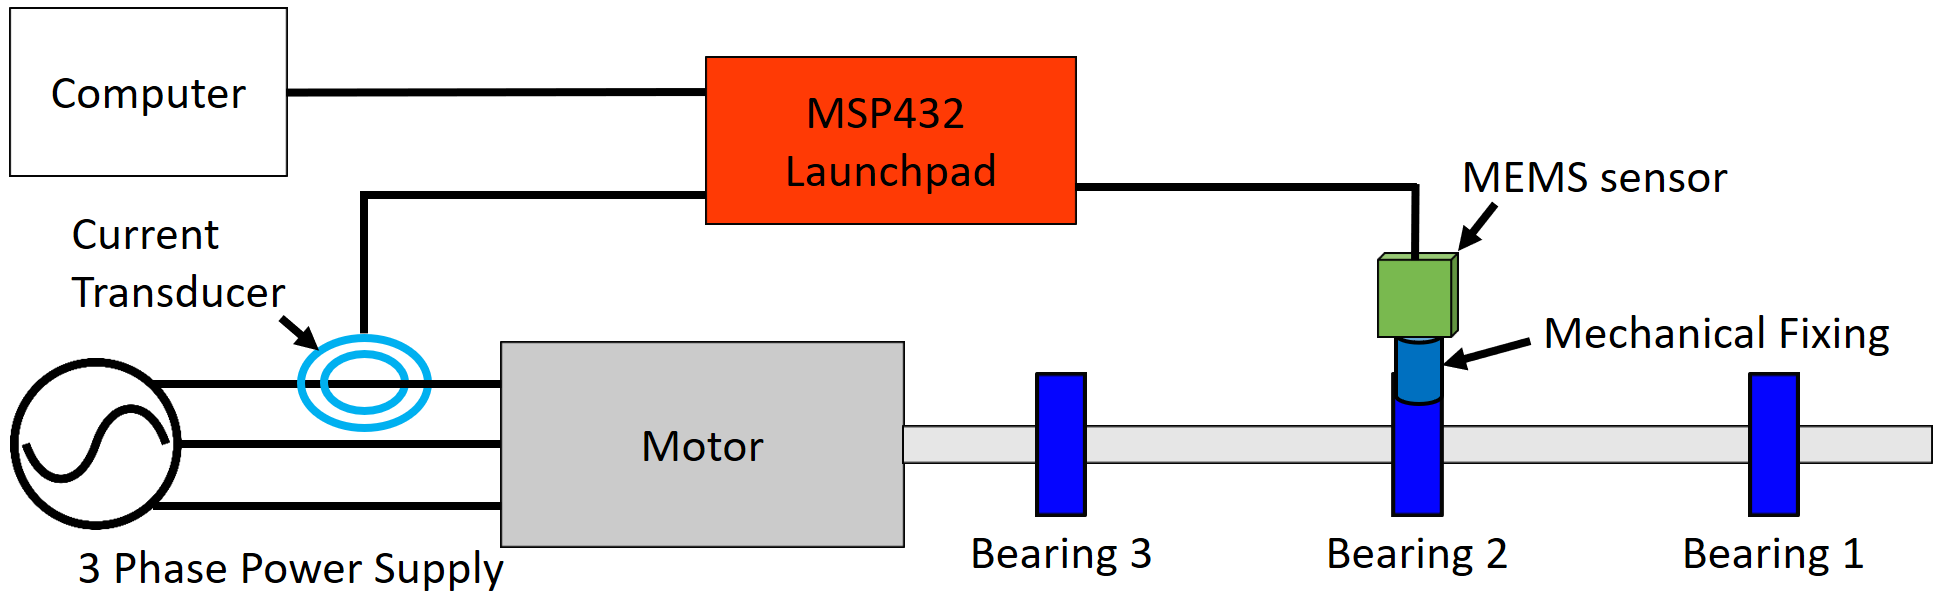 Computer
MSP432
Launchpad
MEMS sensor
Current
Transducer
Mechanical Fixing
Motor
3 Phase Power Supply
Bearing 3
Bearing 2
Bearing 1